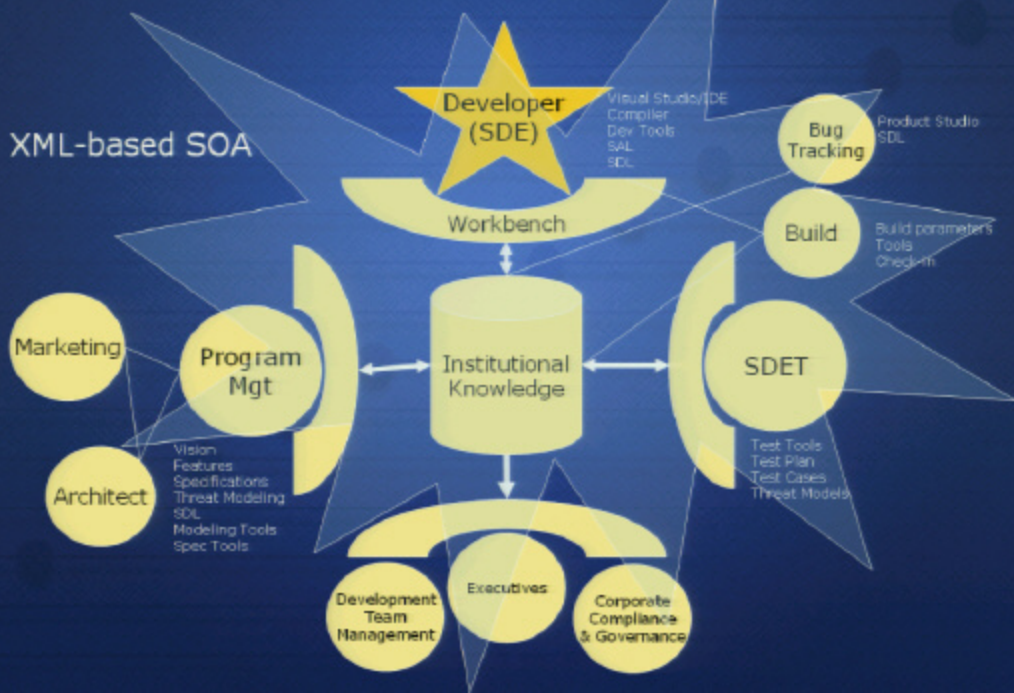 XML-based SOA
Developer
(SDE)
Visual Studio/IDE
Compiler
Dev Tools
SAL
SDL
Bug
Tracking
Product Studio
SDL
Workbench
Build
Build parameters
Tools
Check-in
Marketing
Program
Mgt
Institutional
Knowledge
SDET
Architect
Vision
Features
Specifications
Threat Modeling
SDL
Modeling Tools
Spec Tools
Test Tools
Test Plan
Test Cases
Threat Models
Development
Team
Management
Executives
Corporate
Compliance
& Governance